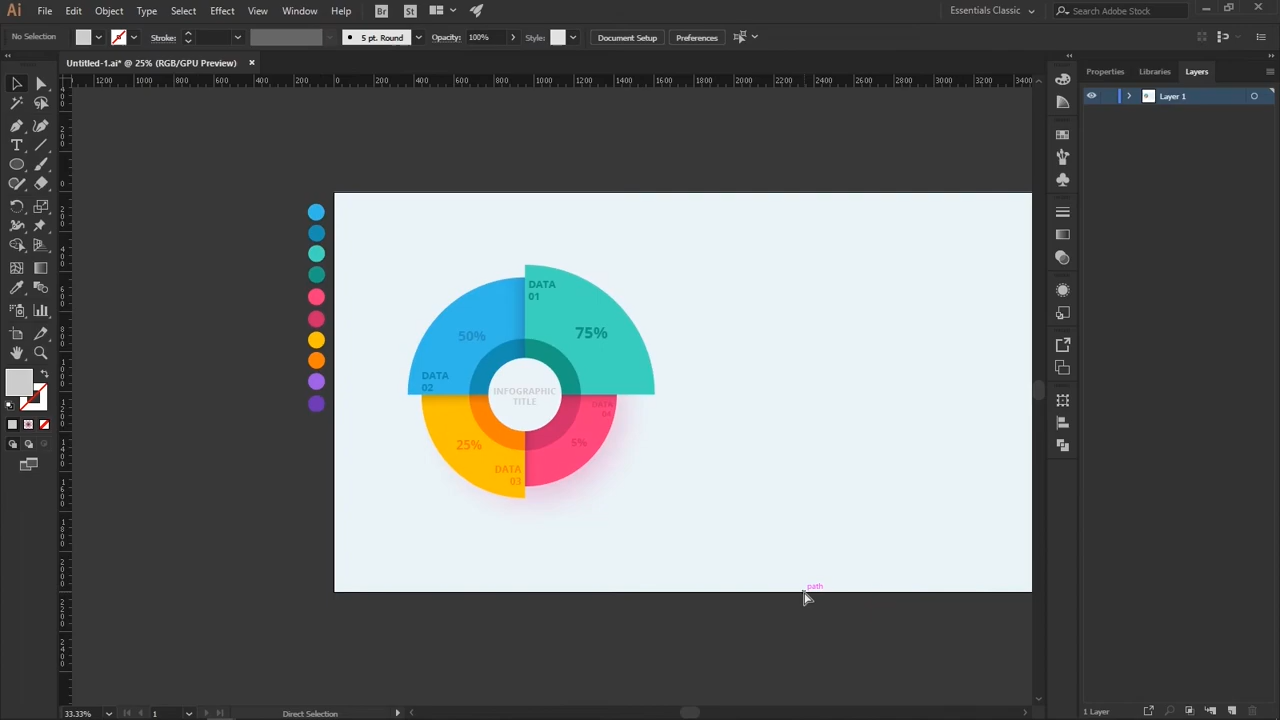 Ai File Edit Object Type Select Effect View Window Help Br St Essentials Classic Search Adobe Stock
No Selection Stroke: 5 pt. Round Opacity: 100% Style: Document Setup Preferences
Untitled-1.ai* @ 25% (RGB/GPU Preview)
1200 1000 800 600 400 200 0 200 400 600 800 1000 1200 1400 1600 1800 2000 2200 2400 2600 2800 3000 3200 3400
Properties Libraries Layers
Layer 1
DATA
01
75%
50%
DATA
02
INFOGRAPHIC
TITLE
DATA
04
5%
25%
DATA
03
path
33.33% 1 Direct Selection
1 Layer